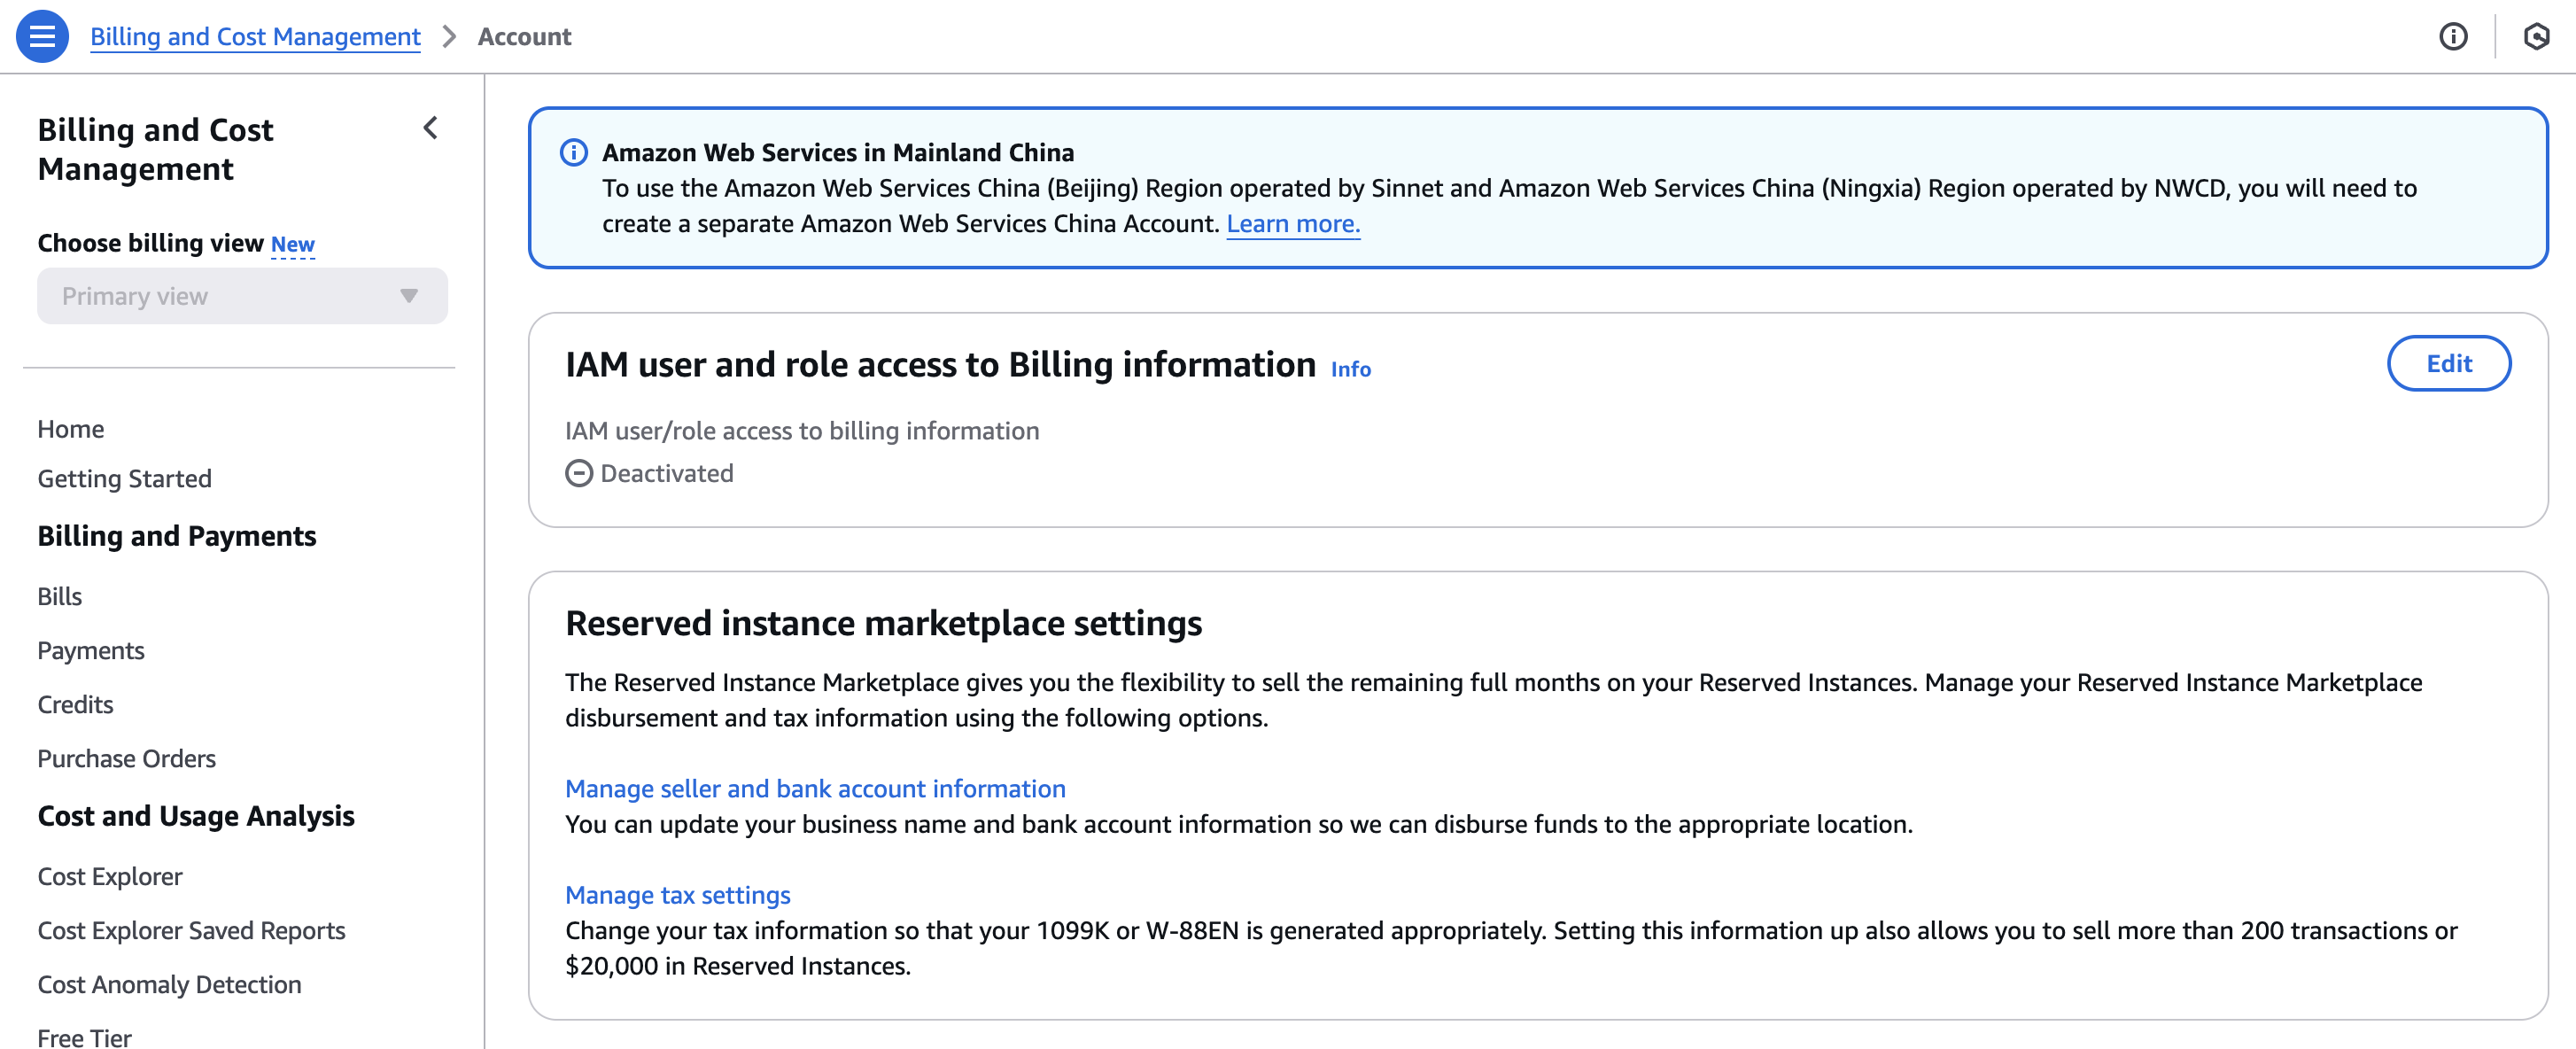 Billing and Cost Management > Account
Billing and Cost
Management
Choose billing view New
Primary view
Home
Getting Started
Billing and Payments
Bills
Payments
Credits
Purchase Orders
Cost and Usage Analysis
Cost Explorer
Cost Explorer Saved Reports
Cost Anomaly Detection
Free Tier
Amazon Web Services in Mainland China
To use the Amazon Web Services China (Beijing) Region operated by Sinnet and Amazon Web Services China (Ningxia) Region operated by NWCD, you will need to
create a separate Amazon Web Services China Account. Learn more.
IAM user and role access to Billing information Info
Edit
IAM user/role access to billing information
Deactivated
Reserved instance marketplace settings
The Reserved Instance Marketplace gives you the flexibility to sell the remaining full months on your Reserved Instances. Manage your Reserved Instance Marketplace
disbursement and tax information using the following options.
Manage seller and bank account information
You can update your business name and bank account information so we can disburse funds to the appropriate location.
Manage tax settings
Change your tax information so that your 1099K or W-88EN is generated appropriately. Setting this information up also allows you to sell more than 200 transactions or
$20,000 in Reserved Instances.